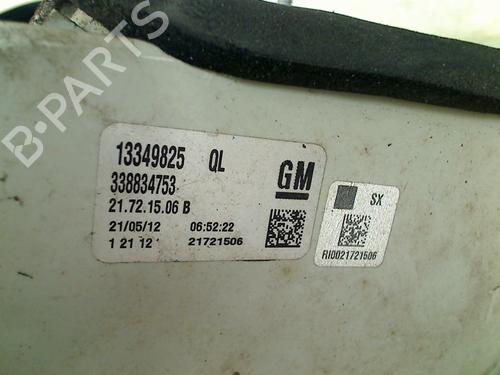 B-PARTS
13349825 QL
338834753
GM
21.72.15.06 B
21/05/12 06:52:22
1 21 12 21721506
SX
RI0021721506